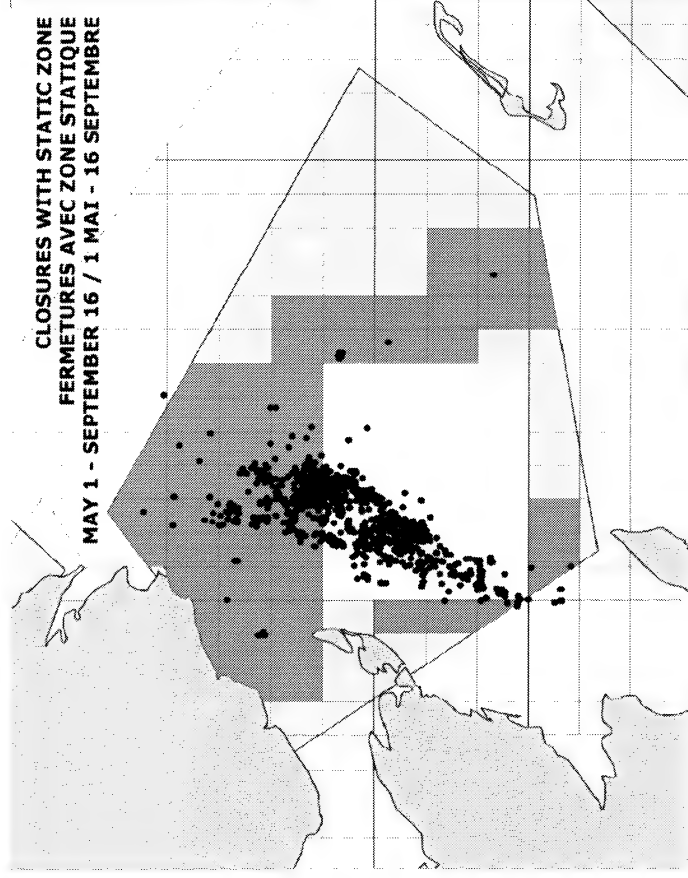 CLOSURES WITH STATIC ZONE
FERMETURES AVEC ZONE STATIQUE
MAY 1 - SEPTEMBER 16 / 1 MAI - 16 SEPTEMBRE